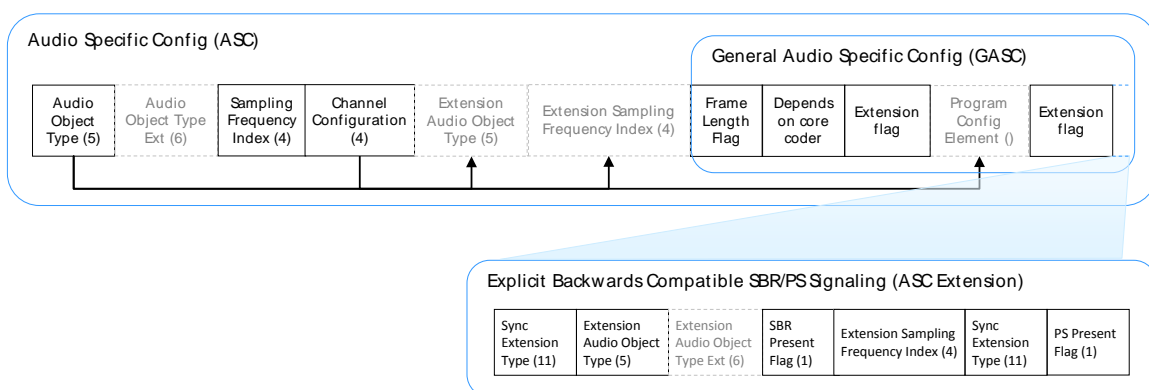 Audio Specific Config (ASC)
General Audio Specific Config (GASC)
Audio
Object
Type (5)
Audio
Object Type
Ext (6)
Sampling
Frequency
Index (4)
Channel
Configuration
(4)
Extension
Audio Object
Type (5)
Extension Sampling
Frequency Index (4)
Frame
Length
Flag
Depends
on core
coder
Extension
flag
Program
Config
Element ()
Extension
flag
Explicit Backwards Compatible SBR/PS Signaling (ASC Extension)
Sync
Extension
Type (11)
Extension
Audio Object
Type (5)
Extension
Audio Object
Type Ext (6)
SBR
Present
Flag (1)
Extension Sampling
Frequency Index (4)
Sync
Extension
Type (11)
PS Present
Flag (1)